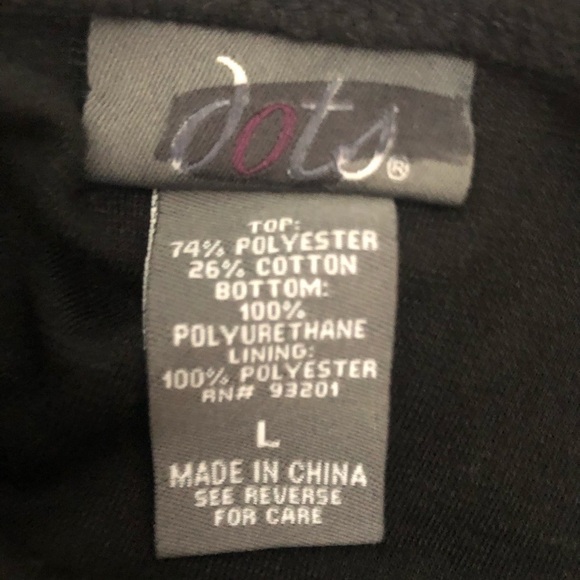 dots®
TOP:
74% POLYESTER
26% COTTON
BOTTOM:
100%
POLYURETHANE
LINING:
100% POLYESTER
RN# 93201
L
MADE IN CHINA
SEE REVERSE
FOR CARE